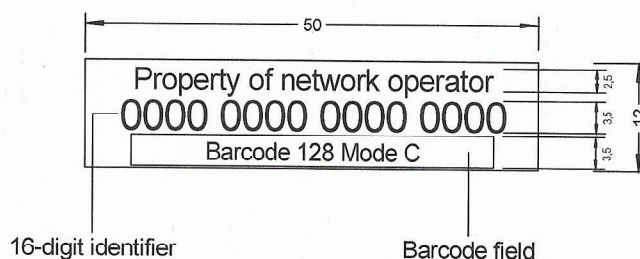 50
Property of network operator
2,5
0000 0000 0000 0000
3,5
12
Barcode 128 Mode C
3,5
16-digit identifier
Barcode field